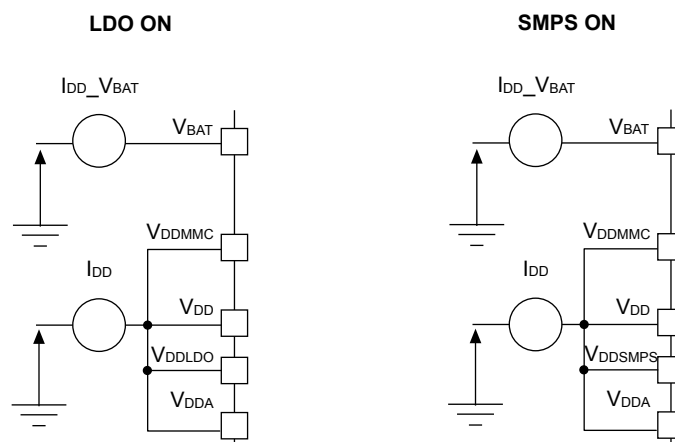 LDO ON
SMPS ON
IDD_VBAT
VBAT
IDD_VBAT
VBAT
VDDMMC
VDDMMC
IDD
VDD
IDD
VDD
VDDLDO
VDDSMPS
VDDA
VDDA